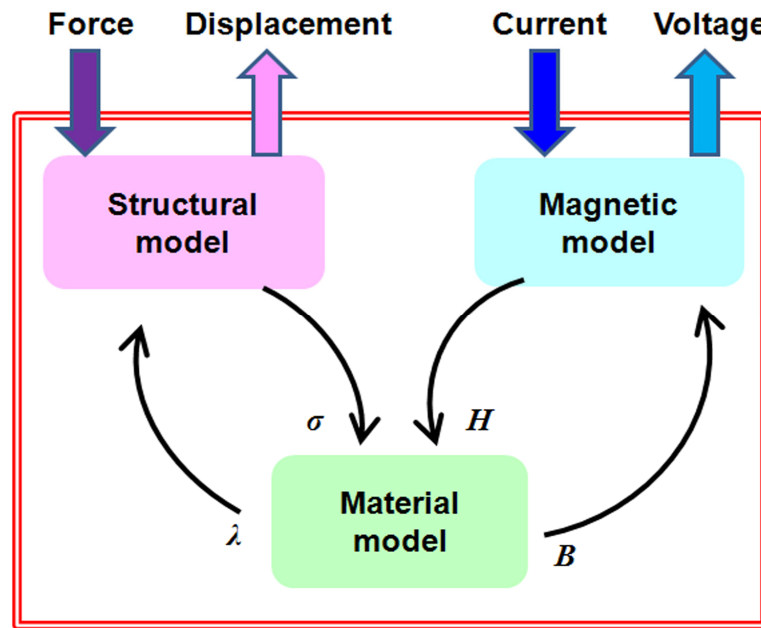 Force Displacement Current Voltage
Structural
model
Magnetic
model
σ H
Material
model
λ
B